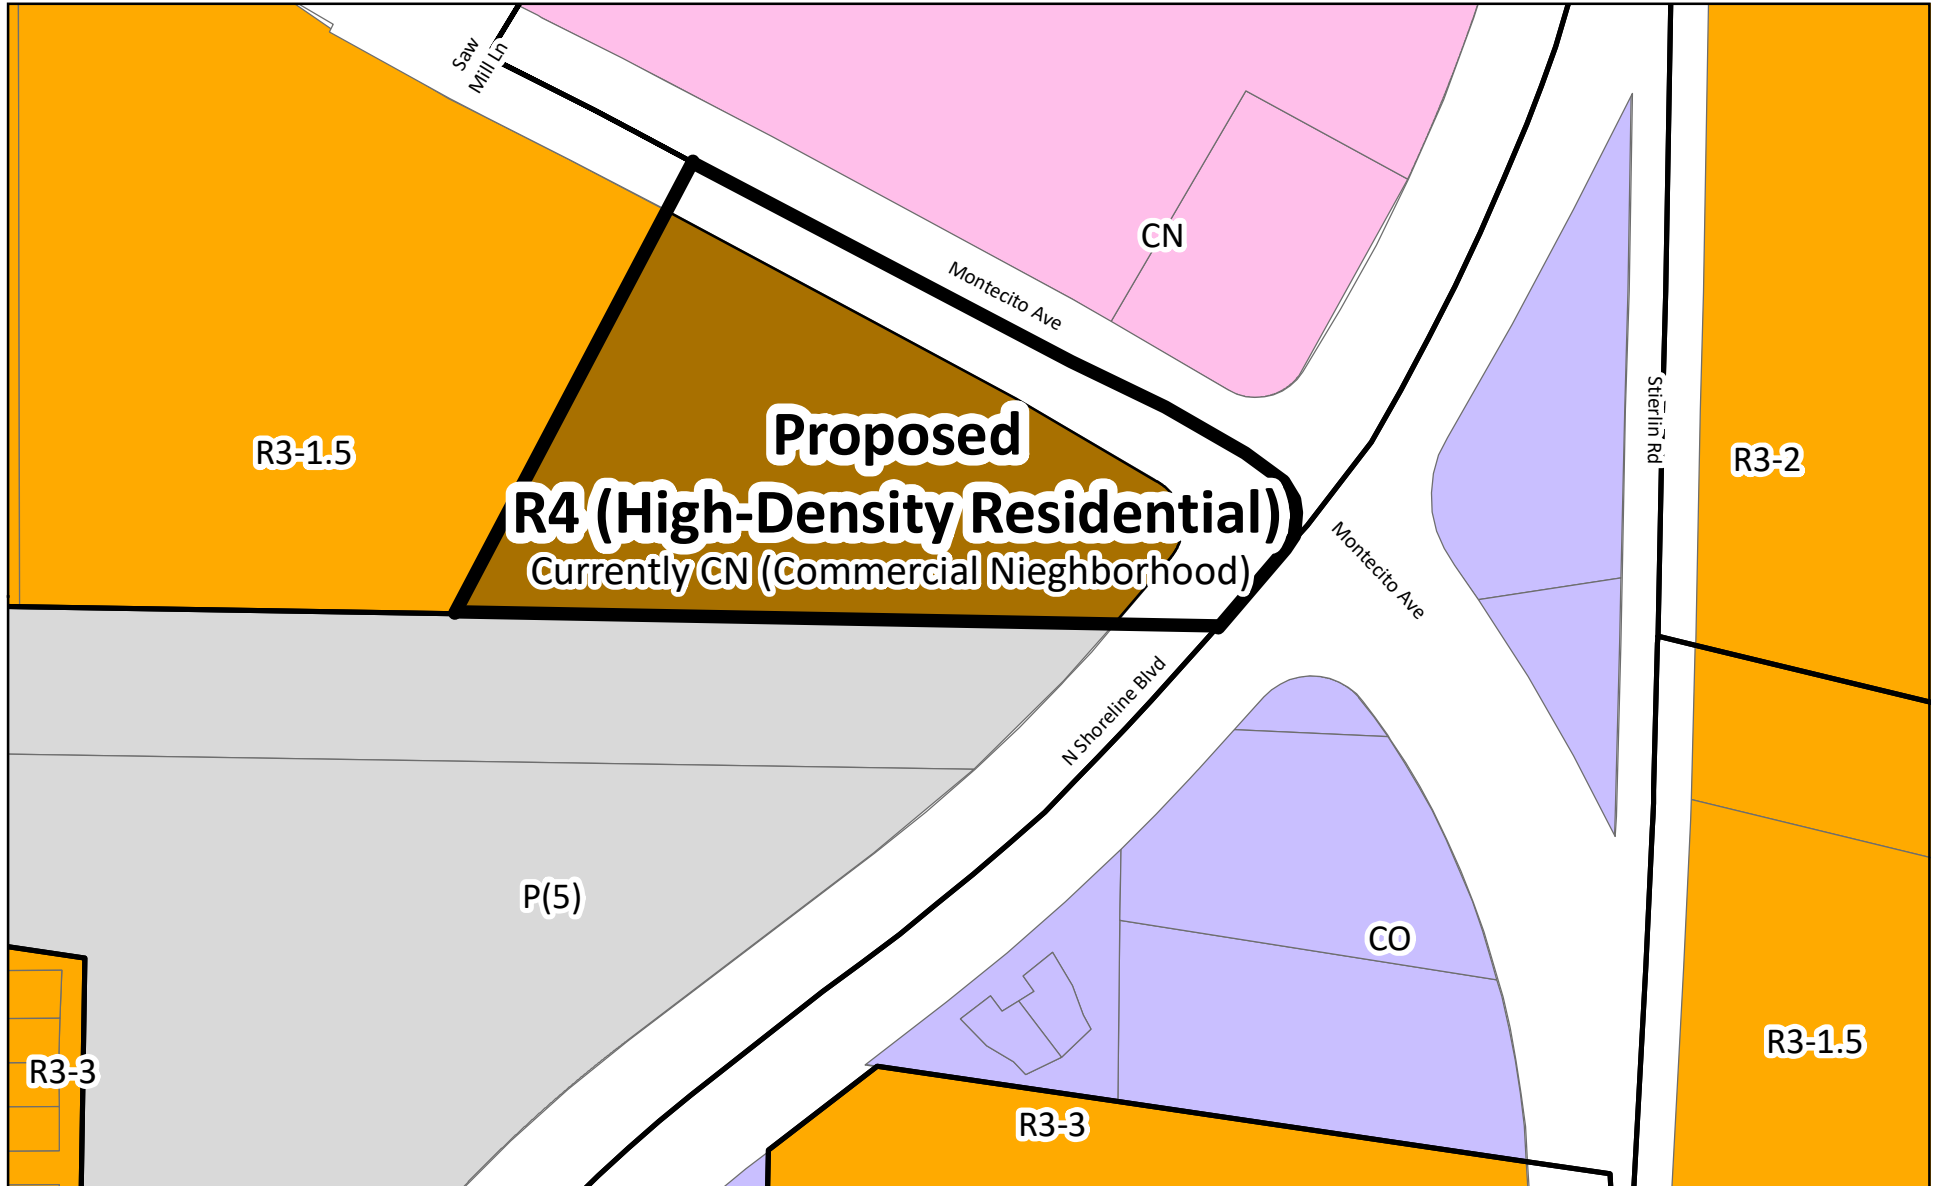 Saw
Mill Ln
CN
Montecito Ave
R3-1.5
Proposed
R4 (High-Density Residential)
Currently CN (Commercial Nieghborhood)
Stierlin Rd
R3-2
Montecito Ave
N Shoreline Blvd
P(5)
CO
R3-1.5
R3-3
R3-3